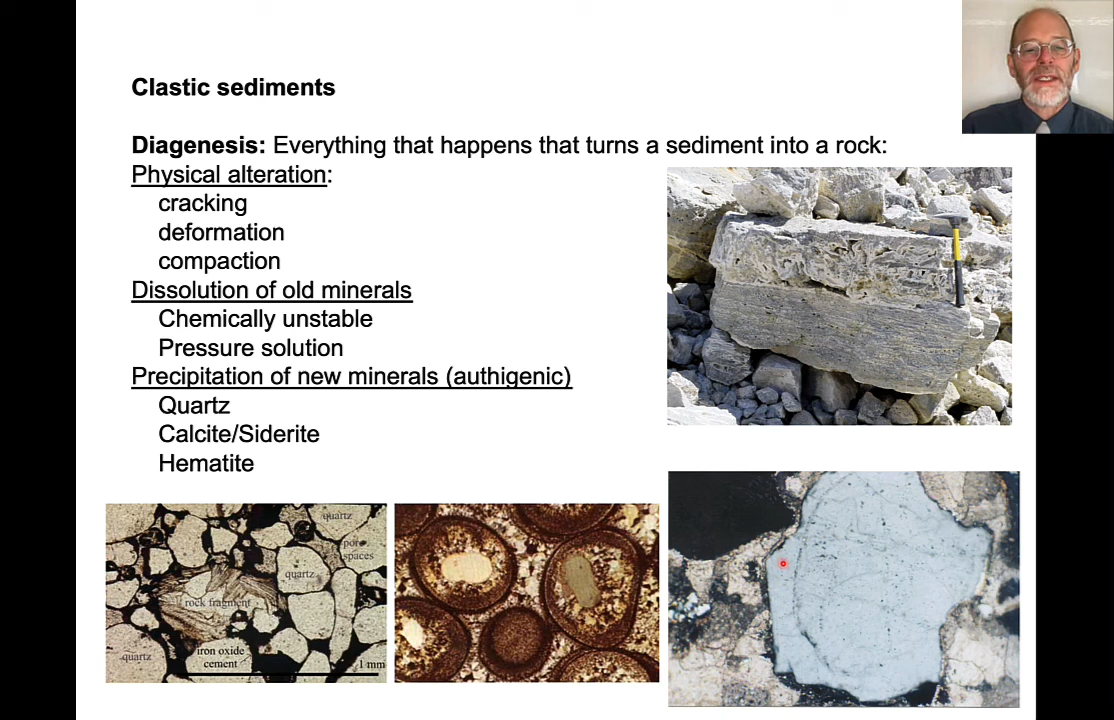 Clastic sediments
Diagenesis: Everything that happens that turns a sediment into a rock:
Physical alteration:
cracking
deformation
compaction
Dissolution of old minerals
Chemically unstable
Pressure solution
Precipitation of new minerals (authigenic)
Quartz
Calcite/Siderite
Hematite
quartz
pore
spaces
quartz
rock fragment
quartz
iron oxide
cement
1 mm